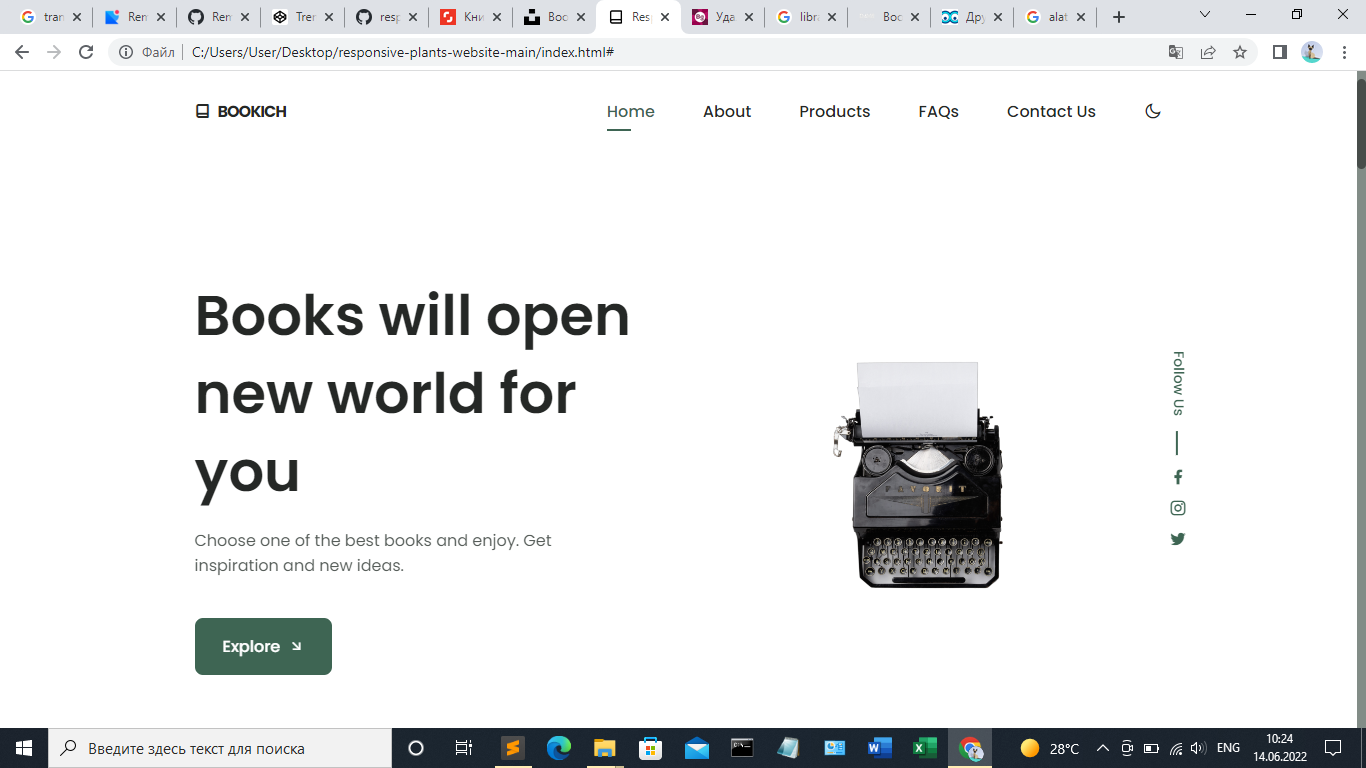 tran
Rem
Rem
Tren
resp
Кни
Boo
Resp
Уда
libra
Boo
Дру
alat
Файл
C:/Users/User/Desktop/responsive-plants-website-main/index.html#
BOOKICH
Home
About
Products
FAQs
Contact Us
Books will open
new world for
you
Choose one of the best books and enjoy. Get
inspiration and new ideas.
Explore
Follow Us
Введите здесь текст для поиска
28°C
ENG
10:24
14.06.2022